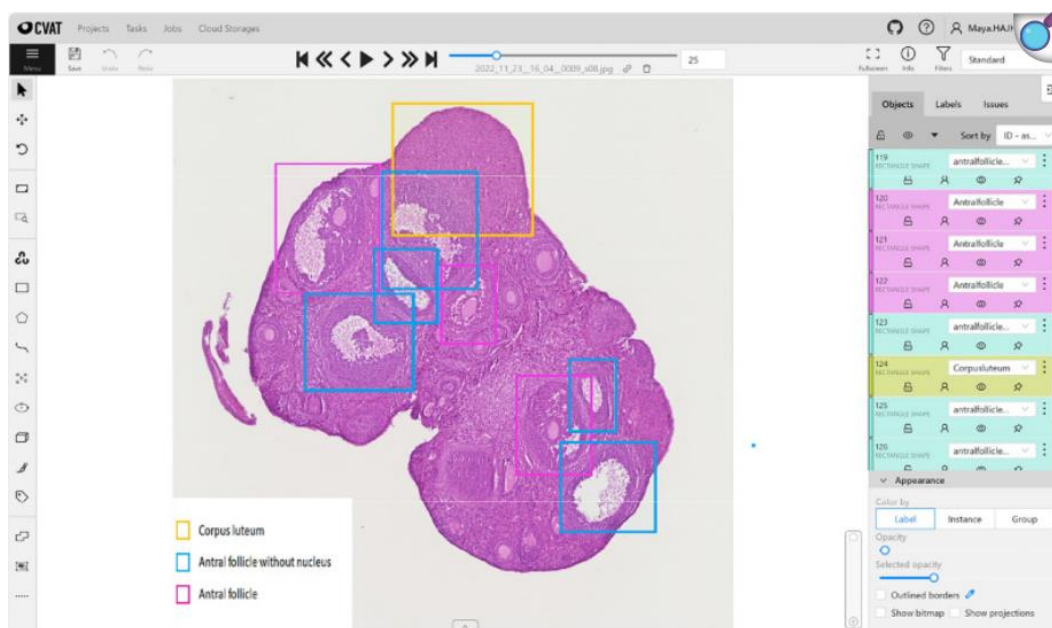 CVAT Projects Tasks Jobs Cloud Storages
Maya.HAJI
Menu Save Undo Redo
25
2022_11_23__16_04__0009_s08.jpg
Fullscreen Info Filters Standard
Objects Labels Issues
Sort by ID - as...
119 antralfollicle...
RECTANGLE SHAPE
120 Antralfollicle
RECTANGLE SHAPE
121 Antralfollicle
RECTANGLE SHAPE
122 Antralfollicle
RECTANGLE SHAPE
123 antralfollicle...
RECTANGLE SHAPE
124 Corpusluteum
RECTANGLE SHAPE
125 antralfollicle...
RECTANGLE SHAPE
126 antralfollicle...
RECTANGLE SHAPE
Appearance
Color by
Label Instance Group
Opacity
Selected opacity
Outlined borders
Show bitmap Show projections
Corpus luteum
Antral follicle without nucleus
Antral follicle